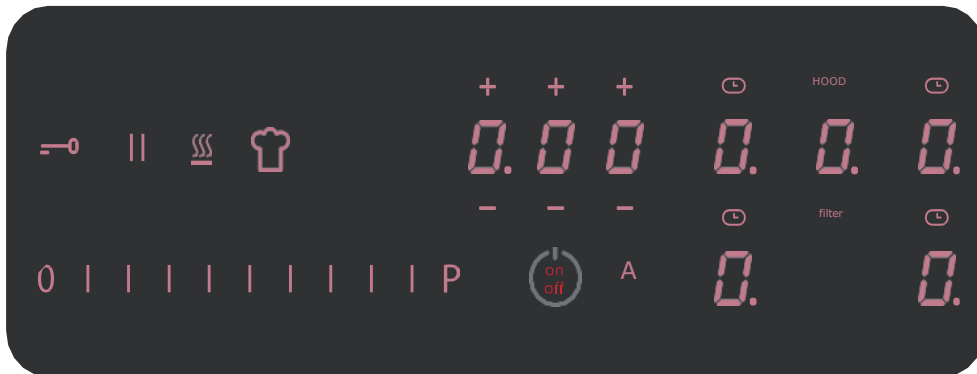 + + + HOOD
0. 0 0 0. 0. 0.
− − − filter
0 | | | | | | | | | P on off A 0. 0.